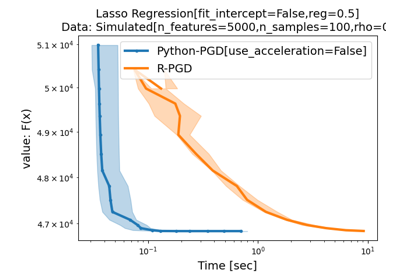 Lasso Regression[fit_intercept=False,reg=0.5]
Data: Simulated[n_features=5000,n_samples=100,rho=0
Python-PGD[use_acceleration=False]
R-PGD
value: F(x)
5.1 × 10⁴
5 × 10⁴
4.9 × 10⁴
4.8 × 10⁴
4.7 × 10⁴
10⁻¹
10⁰
10¹
Time [sec]